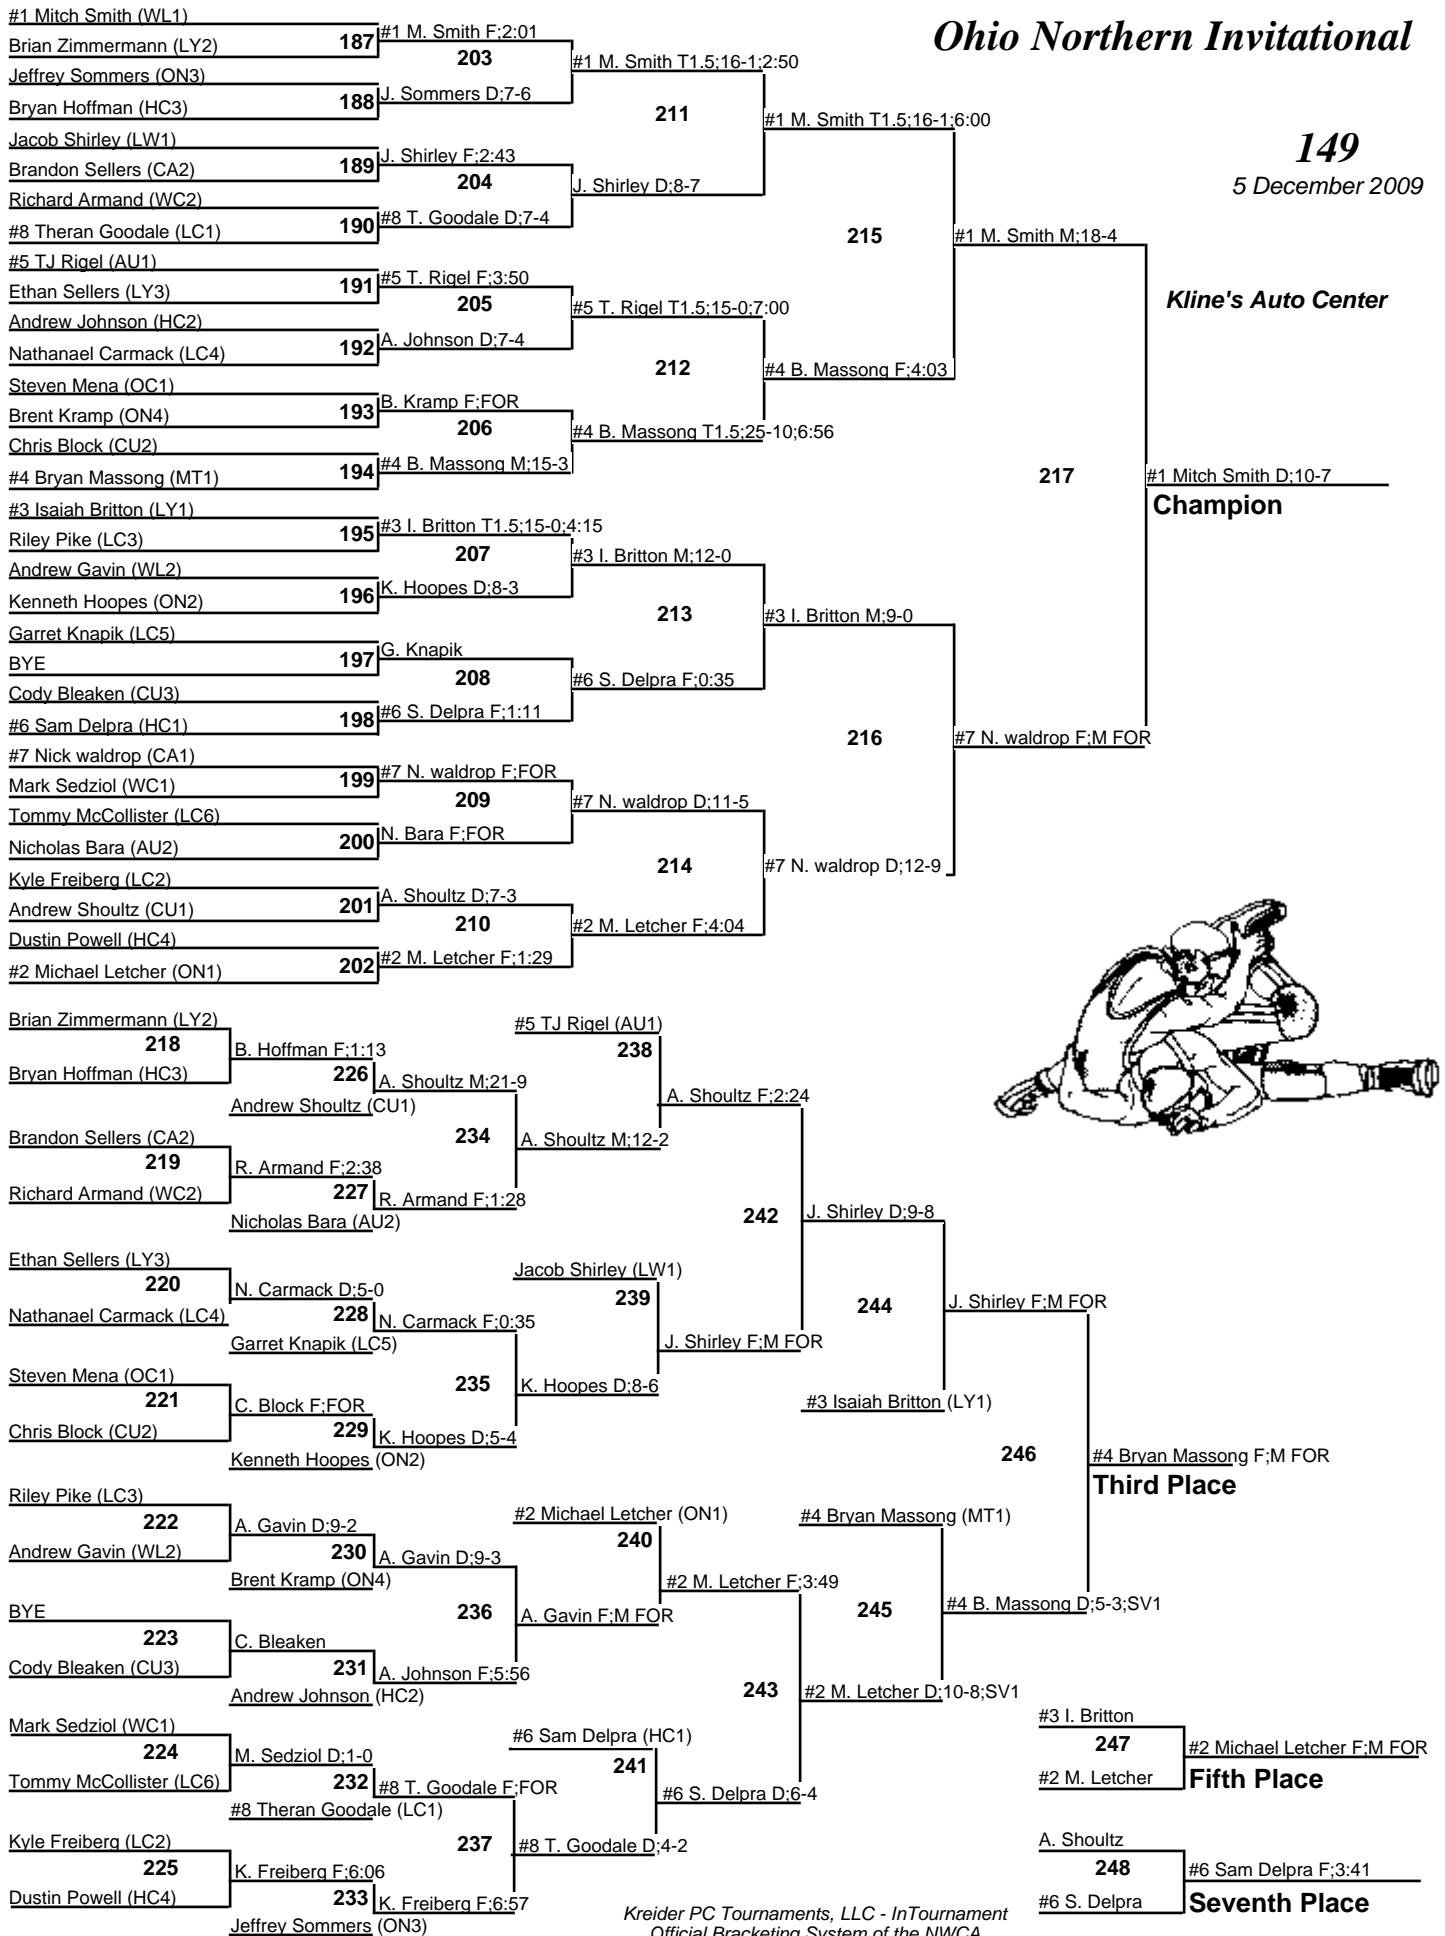 Ohio Northern Invitational
149
5 December 2009
Kline's Auto Center
#1 Mitch Smith (WL1)
Brian Zimmermann (LY2)
187
Jeffrey Sommers (ON3)
Bryan Hoffman (HC3)
188
Jacob Shirley (LW1)
Brandon Sellers (CA2)
189
Richard Armand (WC2)
#8 Theran Goodale (LC1)
190
#5 TJ Rigel (AU1)
Ethan Sellers (LY3)
191
Andrew Johnson (HC2)
Nathanael Carmack (LC4)
192
Steven Mena (OC1)
Brent Kramp (ON4)
193
Chris Block (CU2)
#4 Bryan Massong (MT1)
194
#3 Isaiah Britton (LY1)
Riley Pike (LC3)
195
Andrew Gavin (WL2)
Kenneth Hoopes (ON2)
196
Garret Knapik (LC5)
BYE
197
Cody Bleaken (CU3)
#6 Sam Delpra (HC1)
198
#7 Nick waldrop (CA1)
Mark Sedziol (WC1)
199
Tommy McCollister (LC6)
Nicholas Bara (AU2)
200
Kyle Freiberg (LC2)
Andrew Shoultz (CU1)
201
Dustin Powell (HC4)
#2 Michael Letcher (ON1)
202
#1 M. Smith F;2:01
203
J. Sommers D;7-6
J. Shirley F;2:43
204
#8 T. Goodale D;7-4
#5 T. Rigel F;3:50
205
A. Johnson D;7-4
B. Kramp F;FOR
206
#4 B. Massong M;15-3
#3 I. Britton T1.5;15-0;4:15
207
K. Hoopes D;8-3
G. Knapik
208
#6 S. Delpra F;1:11
#7 N. waldrop F;FOR
209
N. Bara F;FOR
A. Shoultz D;7-3
210
#2 M. Letcher F;1:29
#1 M. Smith T1.5;16-1;2:50
211
J. Shirley D;8-7
#5 T. Rigel T1.5;15-0;7:00
212
#4 B. Massong T1.5;25-10;6:56
#3 I. Britton M;12-0
213
#6 S. Delpra F;0:35
#7 N. waldrop D;11-5
214
#2 M. Letcher F;4:04
#1 M. Smith T1.5;16-1;6:00
215
#4 B. Massong F;4:03
#3 I. Britton M;9-0
216
#7 N. waldrop D;12-9
#1 M. Smith M;18-4
217
#7 N. waldrop F;M FOR
#1 Mitch Smith D;10-7
Champion
Brian Zimmermann (LY2)
218
Bryan Hoffman (HC3)
Brandon Sellers (CA2)
219
Richard Armand (WC2)
Ethan Sellers (LY3)
220
Nathanael Carmack (LC4)
Steven Mena (OC1)
221
Chris Block (CU2)
Riley Pike (LC3)
222
Andrew Gavin (WL2)
BYE
223
Cody Bleaken (CU3)
Mark Sedziol (WC1)
224
Tommy McCollister (LC6)
Kyle Freiberg (LC2)
225
Dustin Powell (HC4)
B. Hoffman F;1:13
226
Andrew Shoultz (CU1)
R. Armand F;2:38
227
Nicholas Bara (AU2)
N. Carmack D;5-0
228
Garret Knapik (LC5)
C. Block F;FOR
229
Kenneth Hoopes (ON2)
A. Gavin D;9-2
230
Brent Kramp (ON4)
C. Bleaken
231
Andrew Johnson (HC2)
M. Sedziol D;1-0
232
#8 Theran Goodale (LC1)
K. Freiberg F;6:06
233
Jeffrey Sommers (ON3)
A. Shoultz M;21-9
234
R. Armand F;1:28
N. Carmack F;0:35
235
K. Hoopes D;5-4
A. Gavin D;9-3
236
A. Johnson F;5:56
#8 T. Goodale F;FOR
237
K. Freiberg F;6:57
#5 TJ Rigel (AU1)
238
A. Shoultz M;12-2
Jacob Shirley (LW1)
239
K. Hoopes D;8-6
#2 Michael Letcher (ON1)
240
A. Gavin F;M FOR
#6 Sam Delpra (HC1)
241
#8 T. Goodale D;4-2
A. Shoultz F;2:24
242
J. Shirley F;M FOR
#2 M. Letcher F;3:49
243
#6 S. Delpra D;6-4
J. Shirley D;9-8
244
#3 Isaiah Britton (LY1)
#4 Bryan Massong (MT1)
245
#2 M. Letcher D;10-8;SV1
J. Shirley F;M FOR
246
#4 B. Massong D;5-3;SV1
#4 Bryan Massong F;M FOR
Third Place
#3 I. Britton
247
#2 M. Letcher
#2 Michael Letcher F;M FOR
Fifth Place
A. Shoultz
248
#6 S. Delpra
#6 Sam Delpra F;3:41
Seventh Place
Kreider PC Tournaments, LLC - InTournament
Official Bracketing System of the NWCA